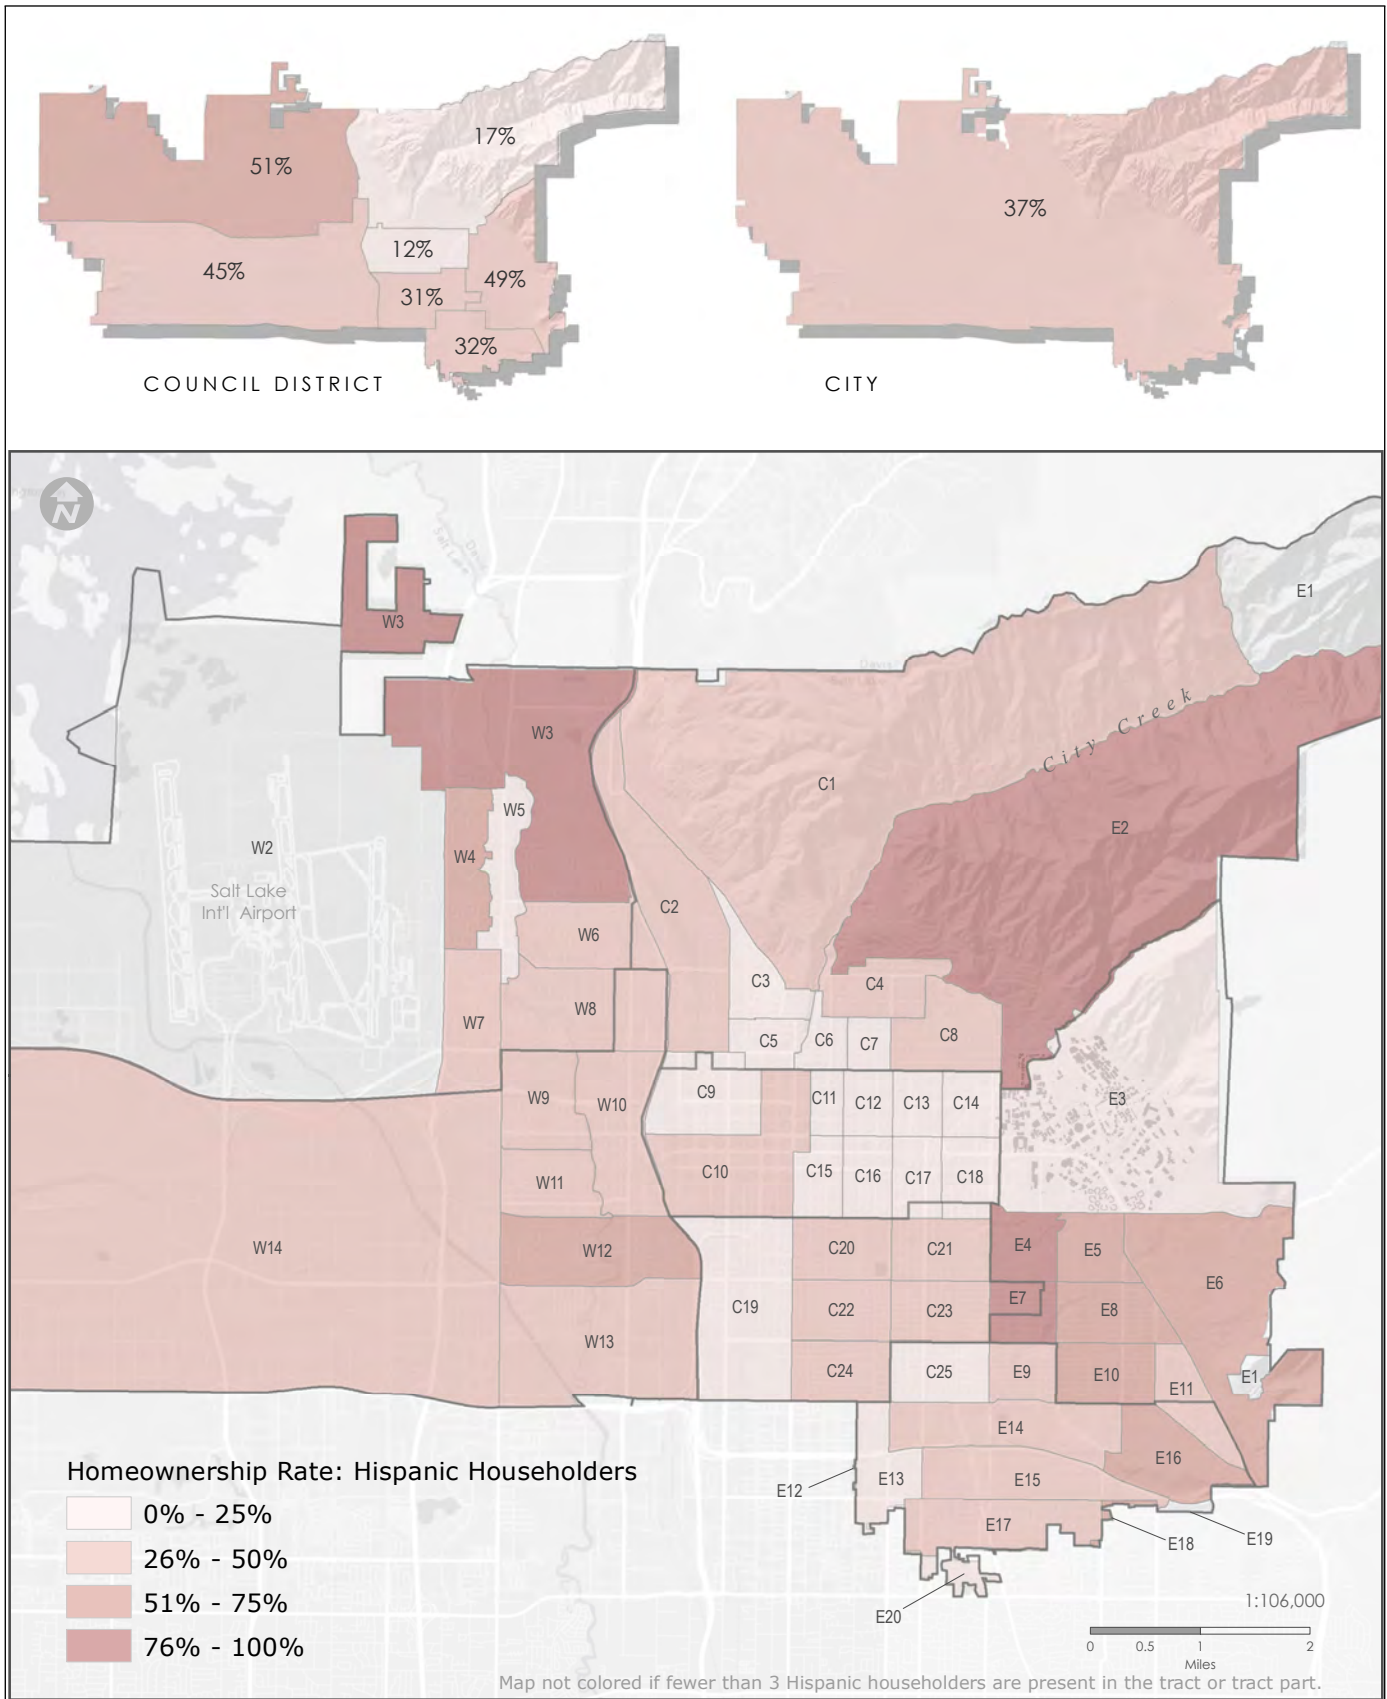 17%
51%
12%
45%
49%
31%
32%
COUNCIL DISTRICT
37%
CITY
N
Davis
Salt Lake
E1
W3
Davis
Salt Lake
W3
City Creek
C1
W5
E2
W2
W4
Salt Lake
Int'l Airport
C2
W6
C3
C4
W8
W7
C5
C6
C7
C8
C9
W9
W10
C11
C12
C13
C14
E3
C10
C15
C16
C17
C18
W11
W14
W12
C20
C21
E4
E5
E6
C19
C22
C23
E7
E8
W13
C24
C25
E9
E10
E11
E1
E14
E16
E12
E13
E15
E17
E18
E19
E20
Homeownership Rate: Hispanic Householders
0% - 25%
26% - 50%
51% - 75%
76% - 100%
1:106,000
0 0.5 1 2
Miles
Map not colored if fewer than 3 Hispanic householders are present in the tract or tract part.